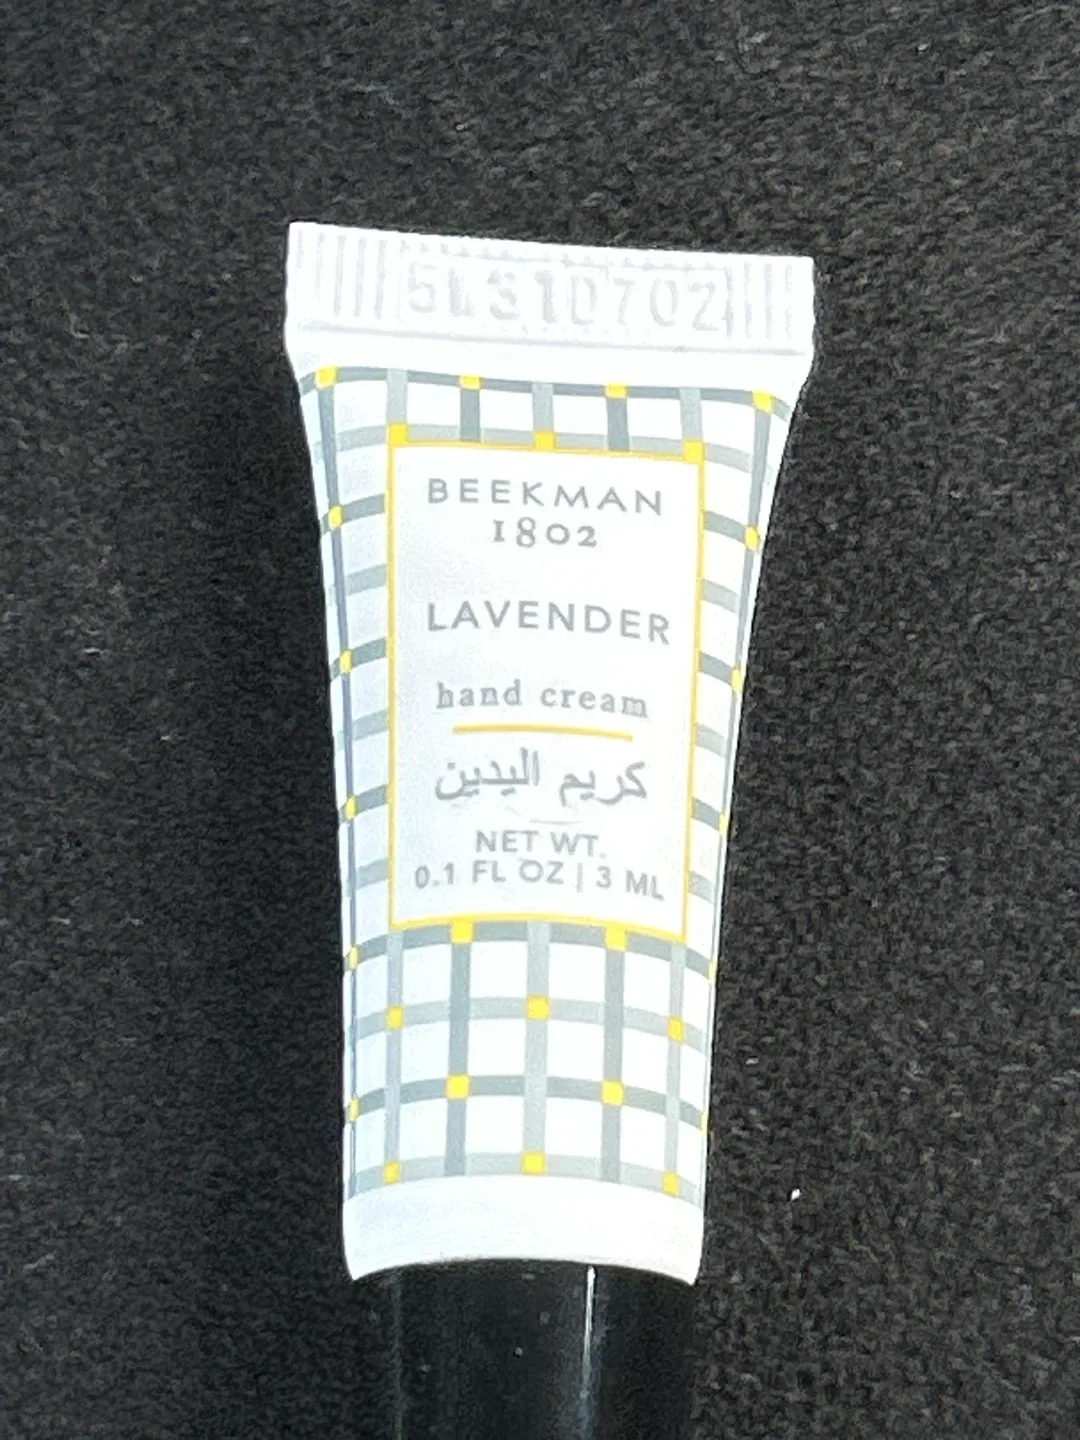 5L310702
BEEKMAN
1802
LAVENDER
hand cream
كريم اليدين
NET WT.
0.1 FL OZ | 3 ML